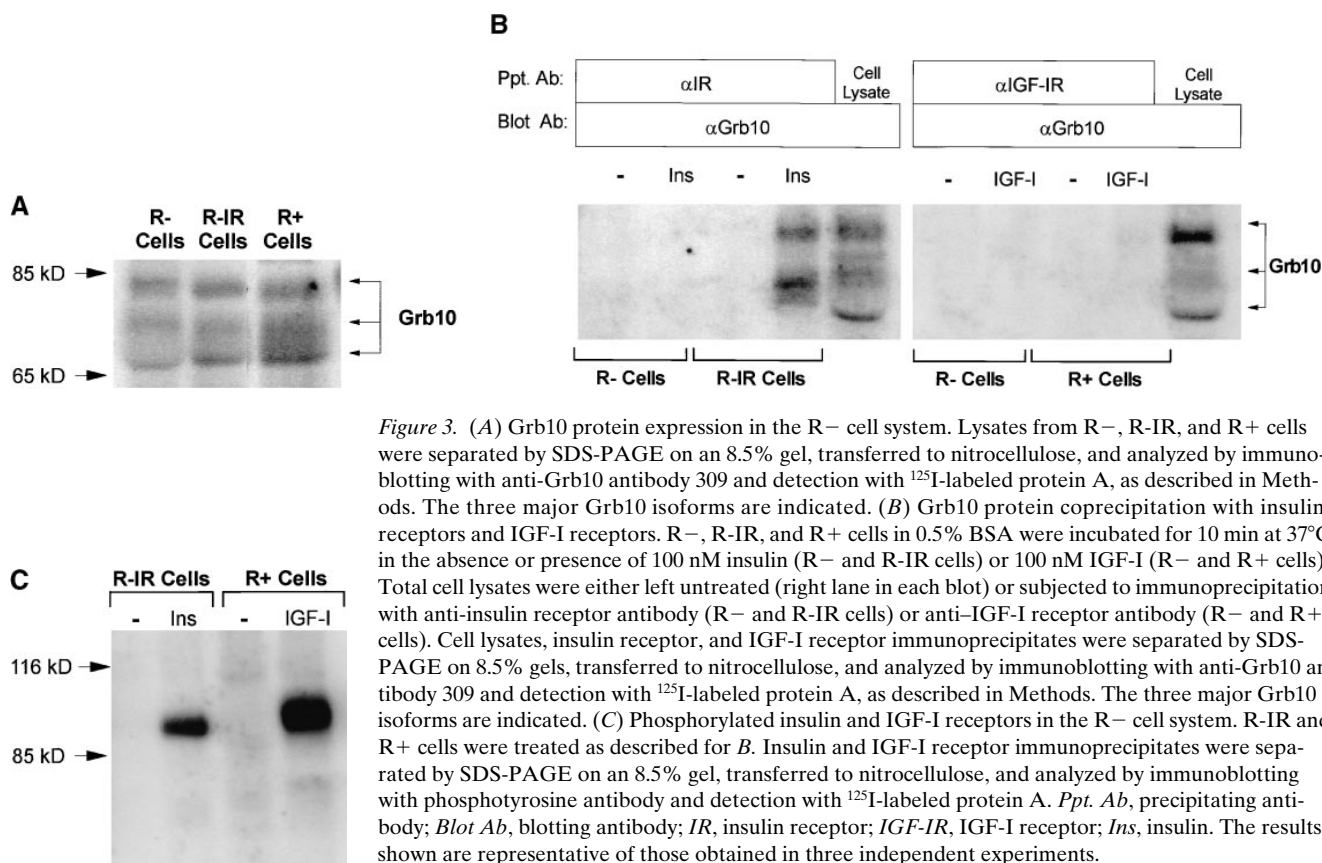 B
Ppt. Ab:
αIR
Cell
Lysate
αIGF-IR
Cell
Lysate
Blot Ab:
αGrb10
αGrb10
- Ins - Ins
- IGF-I - IGF-I
Grb10
R- Cells
R-IR Cells
R- Cells
R+ Cells
A
R-
Cells
R-IR
Cells
R+
Cells
85 kD
65 kD
Grb10
C
R-IR Cells
R+ Cells
- Ins - IGF-I
116 kD
85 kD
Figure 3. (A) Grb10 protein expression in the R− cell system. Lysates from R−, R-IR, and R+ cells
were separated by SDS-PAGE on an 8.5% gel, transferred to nitrocellulose, and analyzed by immuno-
blotting with anti-Grb10 antibody 309 and detection with ¹²⁵I-labeled protein A, as described in Meth-
ods. The three major Grb10 isoforms are indicated. (B) Grb10 protein coprecipitation with insulin
receptors and IGF-I receptors. R−, R-IR, and R+ cells in 0.5% BSA were incubated for 10 min at 37°C
in the absence or presence of 100 nM insulin (R− and R-IR cells) or 100 nM IGF-I (R− and R+ cells)
Total cell lysates were either left untreated (right lane in each blot) or subjected to immunoprecipitation
with anti-insulin receptor antibody (R− and R-IR cells) or anti–IGF-I receptor antibody (R− and R+
cells). Cell lysates, insulin receptor, and IGF-I receptor immunoprecipitates were separated by SDS-
PAGE on 8.5% gels, transferred to nitrocellulose, and analyzed by immunoblotting with anti-Grb10 an
tibody 309 and detection with ¹²⁵I-labeled protein A, as described in Methods. The three major Grb10
isoforms are indicated. (C) Phosphorylated insulin and IGF-I receptors in the R− cell system. R-IR and
R+ cells were treated as described for B. Insulin and IGF-I receptor immunoprecipitates were sepa-
rated by SDS-PAGE on an 8.5% gel, transferred to nitrocellulose, and analyzed by immunoblotting
with phosphotyrosine antibody and detection with ¹²⁵I-labeled protein A. Ppt. Ab, precipitating anti-
body; Blot Ab, blotting antibody; IR, insulin receptor; IGF-IR, IGF-I receptor; Ins, insulin. The results
shown are representative of those obtained in three independent experiments.